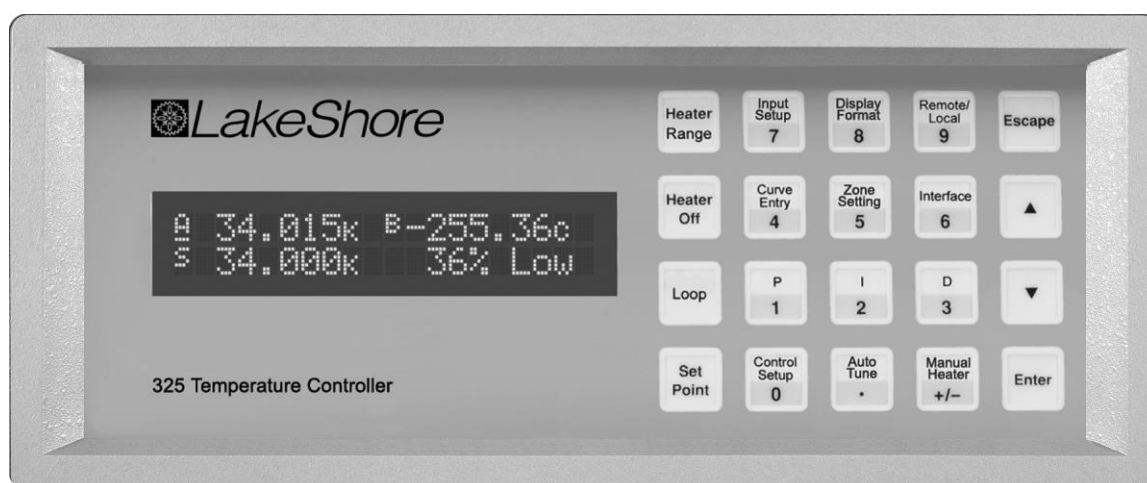 LakeShore
A 34.015K B-255.36C
S 34.000K 36% Low
325 Temperature Controller
Heater
Range
Input
Setup
7
Display
Format
8
Remote/
Local
9
Escape
Heater
Off
Curve
Entry
4
Zone
Setting
5
Interface
6
▲
Loop
P
1
I
2
D
3
▼
Set
Point
Control
Setup
0
Auto
Tune
.
Manual
Heater
+/–
Enter